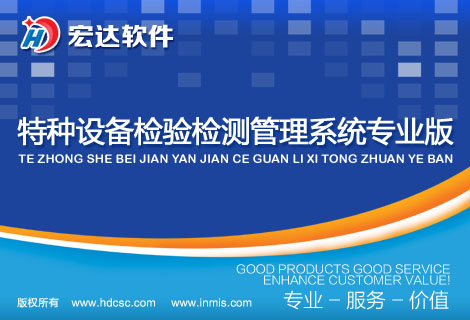 宏达软件
特种设备检验检测管理系统专业版
TE ZHONG SHE BEI JIAN YAN JIAN CE GUAN LI XI TONG ZHUAN YE BAN
GOOD PRODUCTS GOOD SERVICE
ENHANCE CUSTOMER VALUE!
版权所有 www.hdcsc.com www.inmis.com 专业－服务－价值